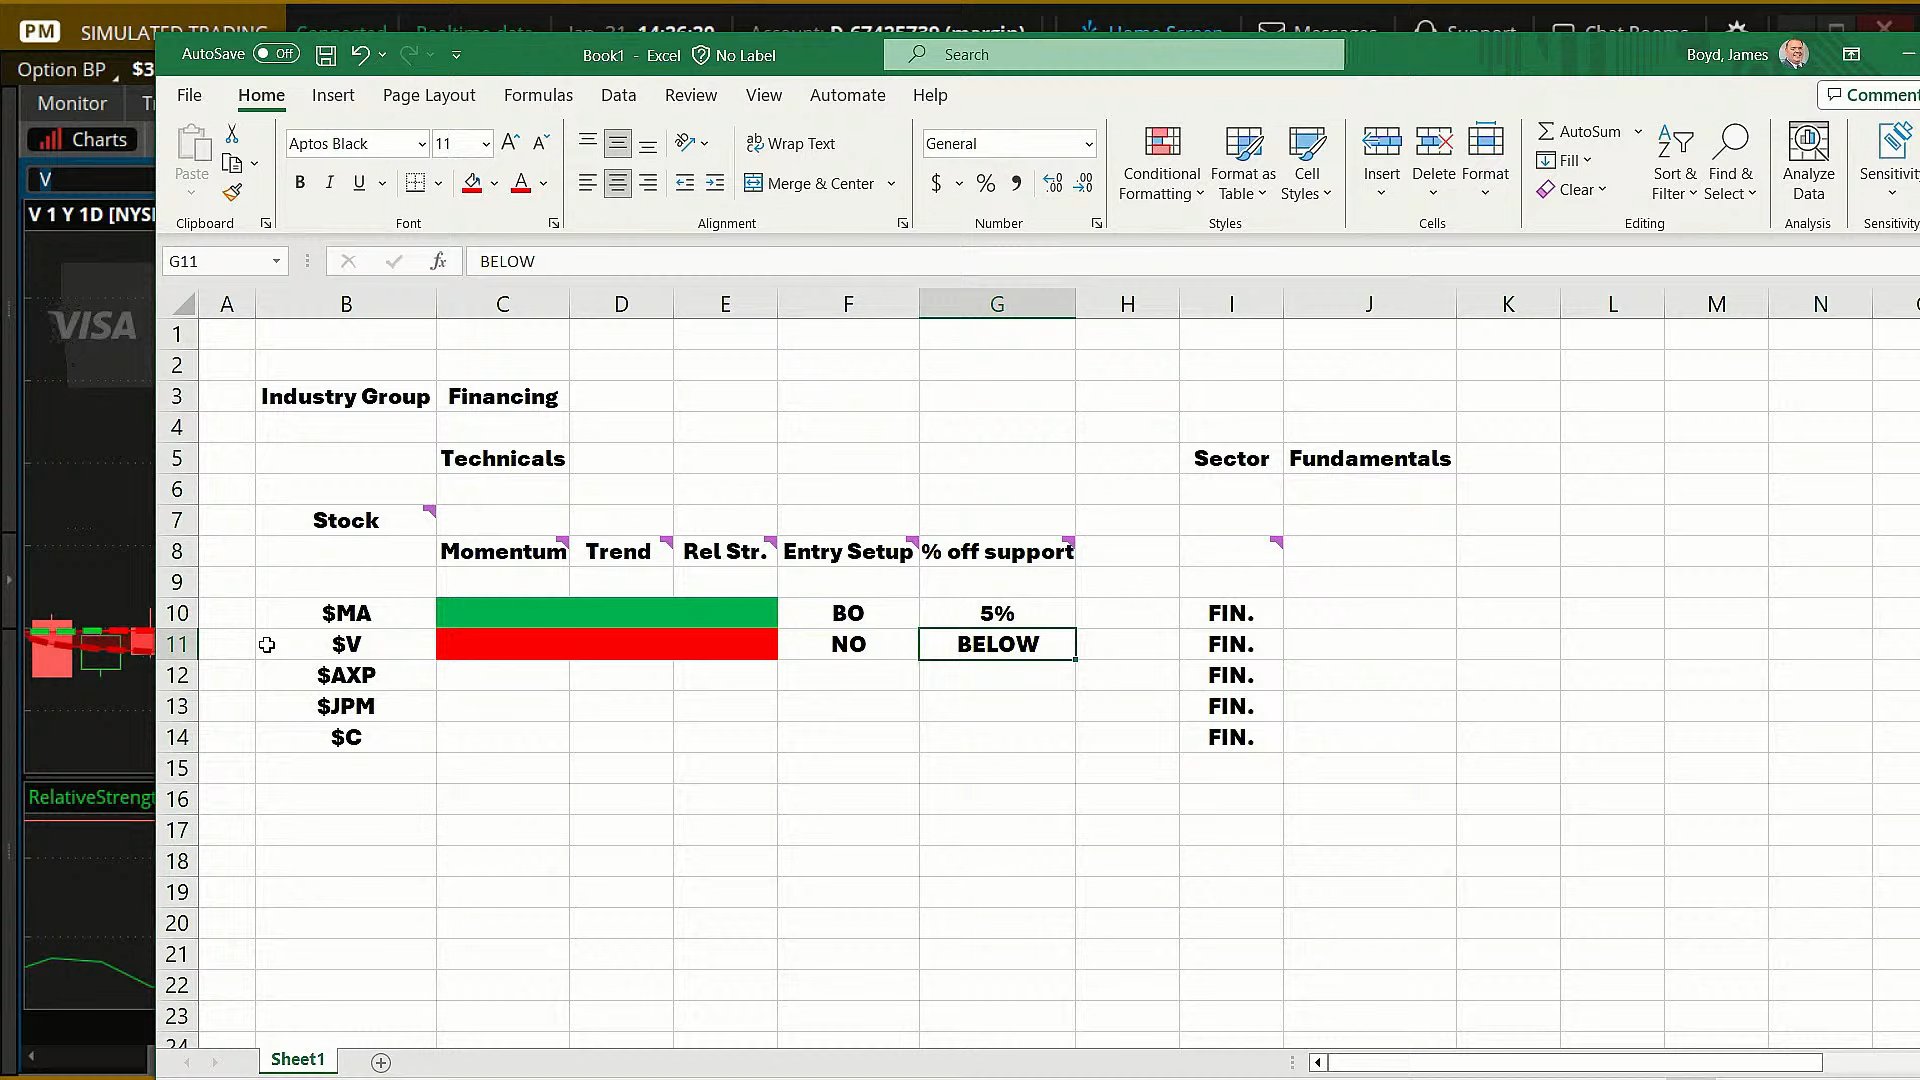 PM SIMULATED TRADING Connected Realtime data Jan. 31, 14:26:20 Account: D-67425739 (margin) Home Screen Messages Support Chat Rooms
Option BP $3
Monitor
Charts
V
V 1 Y 1D [NYS
VISA
RelativeStrengt
AutoSave Off Book1 - Excel No Label Search Boyd, James
File Home Insert Page Layout Formulas Data Review View Automate Help Comment
Paste
Clipboard
Aptos Black 11
B I U A
Font
Wrap Text
Merge & Center
Alignment
General
$ %
Number
Conditional Formatting
Format as Table
Cell Styles
Styles
Insert Delete Format
Cells
AutoSum
Fill
Clear
Sort & Filter
Find & Select
Editing
Analyze Data
Analysis
Sensitivity
Sensitivity
G11 fx BELOW
A B C D E F G H I J K L M N
1
2
3 Industry Group Financing
4
5 Technicals Sector Fundamentals
6
7 Stock
8 Momentum Trend Rel Str. Entry Setup % off support
9
10 $MA BO 5% FIN.
11 $V NO BELOW FIN.
12 $AXP FIN.
13 $JPM FIN.
14 $C FIN.
15
16
17
18
19
20
21
22
23
24
Sheet1